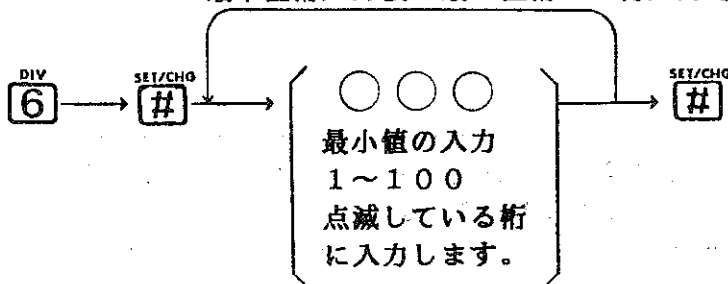 DIV
6
SET/CHG
#
○○○
最小値の入力
1~100
点滅している桁
に入力します。
SET/CHG
#